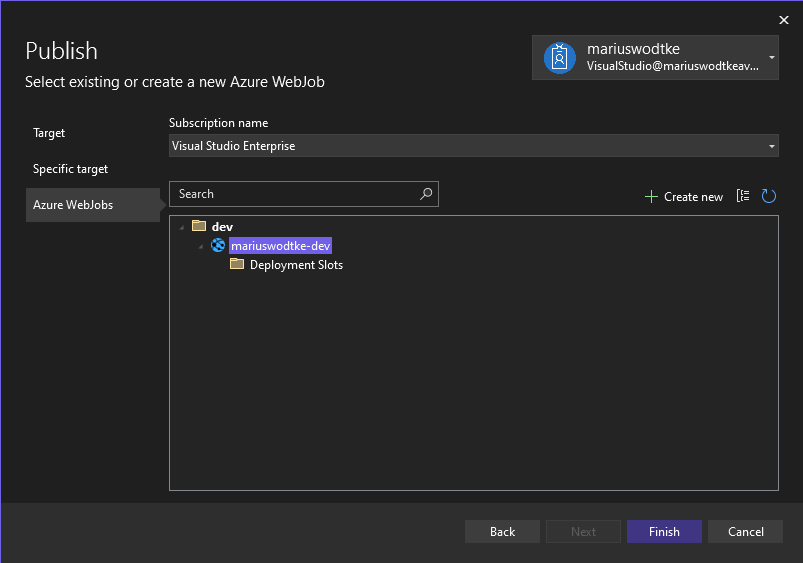 Publish
Select existing or create a new Azure WebJob
mariuswodtke
VisualStudio@mariuswodtkeav...
Target
Specific target
Azure WebJobs
Subscription name
Visual Studio Enterprise
Search
Create new
dev
mariuswodtke-dev
Deployment Slots
Back
Next
Finish
Cancel